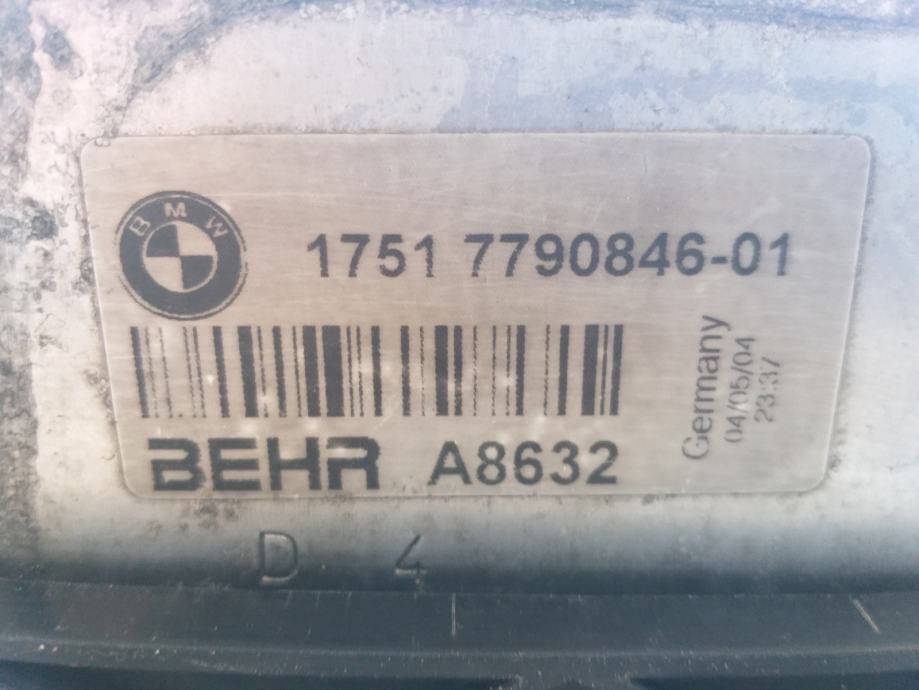 BMW
1751 7790846-01
Germany
04/05/04
23:37
BEHR A8632
D 4